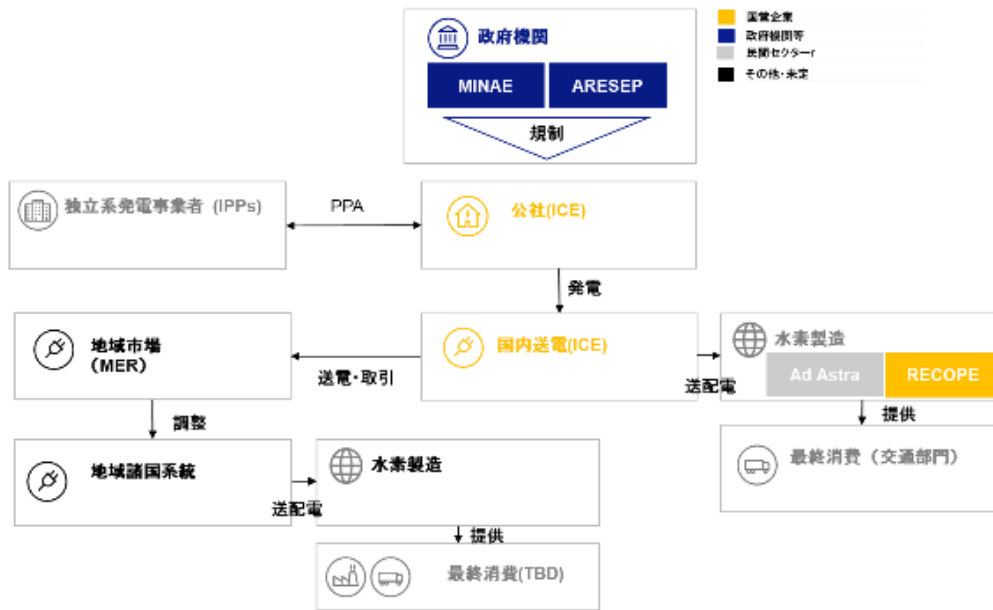 政府機関
MINAE
ARESEP
規制
国営企業
政府機関等
民間セクターr
その他・未定
独立系発電事業者 (IPPs)
PPA
公社(ICE)
発電
地域市場
（MER）
送電・取引
国内送電(ICE)
送配電
水素製造
Ad Astra
RECOPE
調整
提供
地域諸国系統
送配電
水素製造
最終消費（交通部門）
提供
最終消費(TBD)